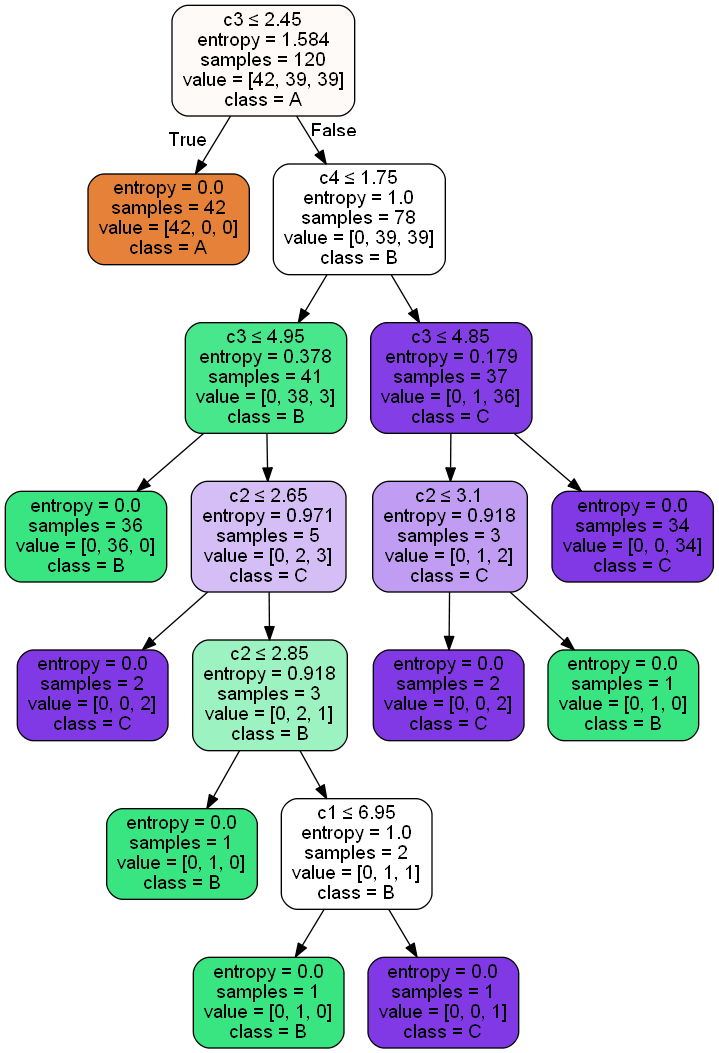 c3 ≤ 2.45
entropy = 1.584
samples = 120
value = [42, 39, 39]
class = A
True
False
entropy = 0.0
samples = 42
value = [42, 0, 0]
class = A
c4 ≤ 1.75
entropy = 1.0
samples = 78
value = [0, 39, 39]
class = B
c3 ≤ 4.95
entropy = 0.378
samples = 41
value = [0, 38, 3]
class = B
c3 ≤ 4.85
entropy = 0.179
samples = 37
value = [0, 1, 36]
class = C
entropy = 0.0
samples = 36
value = [0, 36, 0]
class = B
c2 ≤ 2.65
entropy = 0.971
samples = 5
value = [0, 2, 3]
class = C
c2 ≤ 3.1
entropy = 0.918
samples = 3
value = [0, 1, 2]
class = C
entropy = 0.0
samples = 34
value = [0, 0, 34]
class = C
entropy = 0.0
samples = 2
value = [0, 0, 2]
class = C
c2 ≤ 2.85
entropy = 0.918
samples = 3
value = [0, 2, 1]
class = B
entropy = 0.0
samples = 2
value = [0, 0, 2]
class = C
entropy = 0.0
samples = 1
value = [0, 1, 0]
class = B
entropy = 0.0
samples = 1
value = [0, 1, 0]
class = B
c1 ≤ 6.95
entropy = 1.0
samples = 2
value = [0, 1, 1]
class = B
entropy = 0.0
samples = 1
value = [0, 1, 0]
class = B
entropy = 0.0
samples = 1
value = [0, 0, 1]
class = C